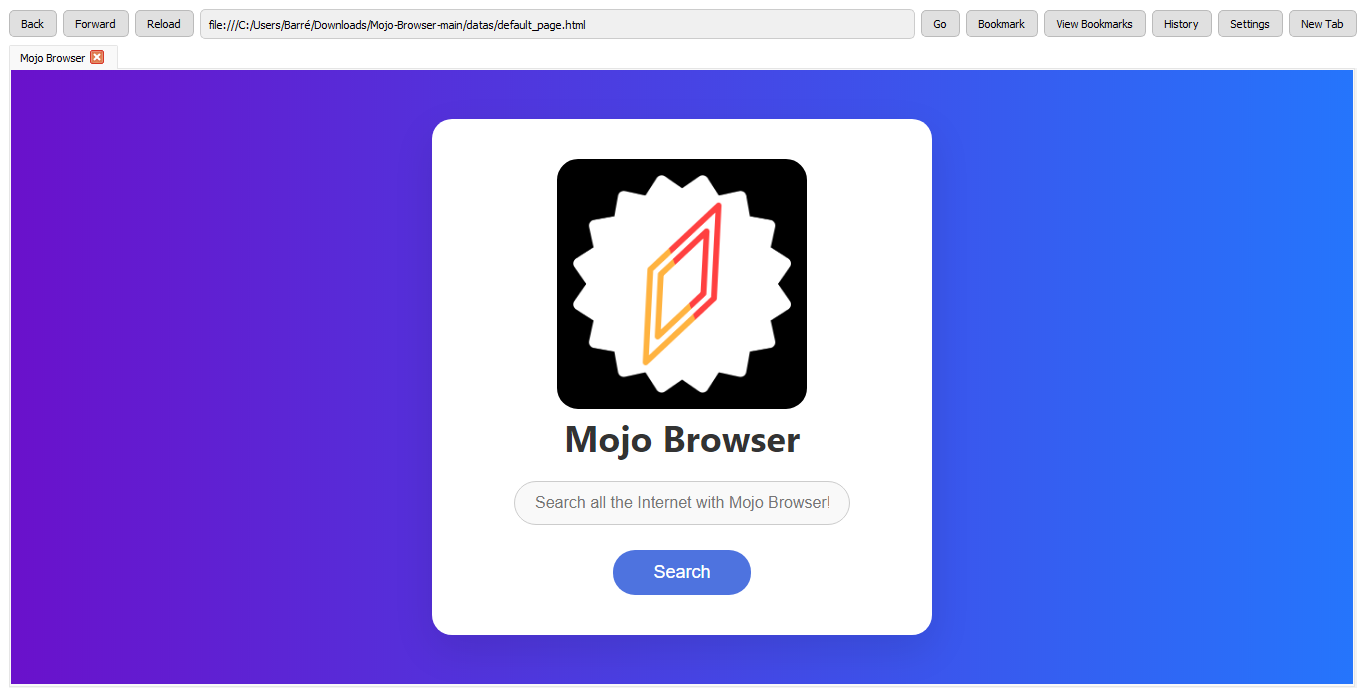 Back Forward Reload file:///C:/Users/Barré/Downloads/Mojo-Browser-main/datas/default_page.html Go Bookmark View Bookmarks History Settings New Tab
Mojo Browser
Mojo Browser
Search all the Internet with Mojo Browser!
Search